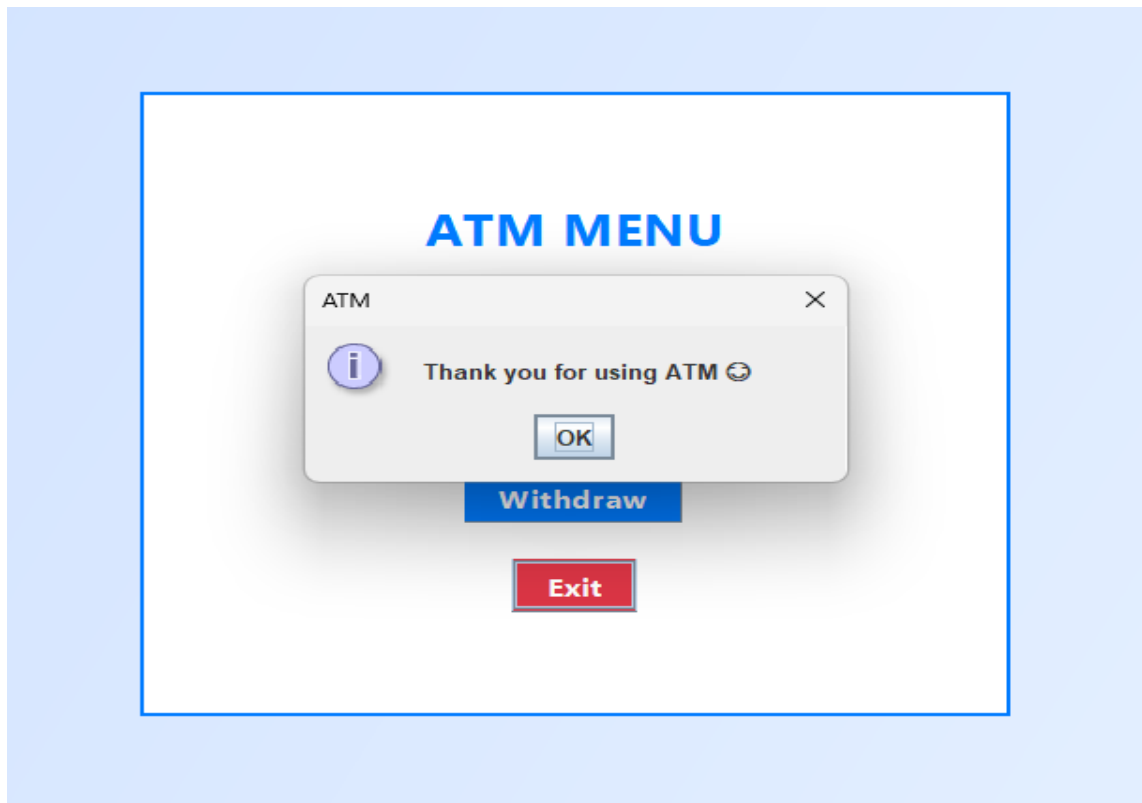 ATM MENU
ATM
Thank you for using ATM 😊
OK
Withdraw
Exit